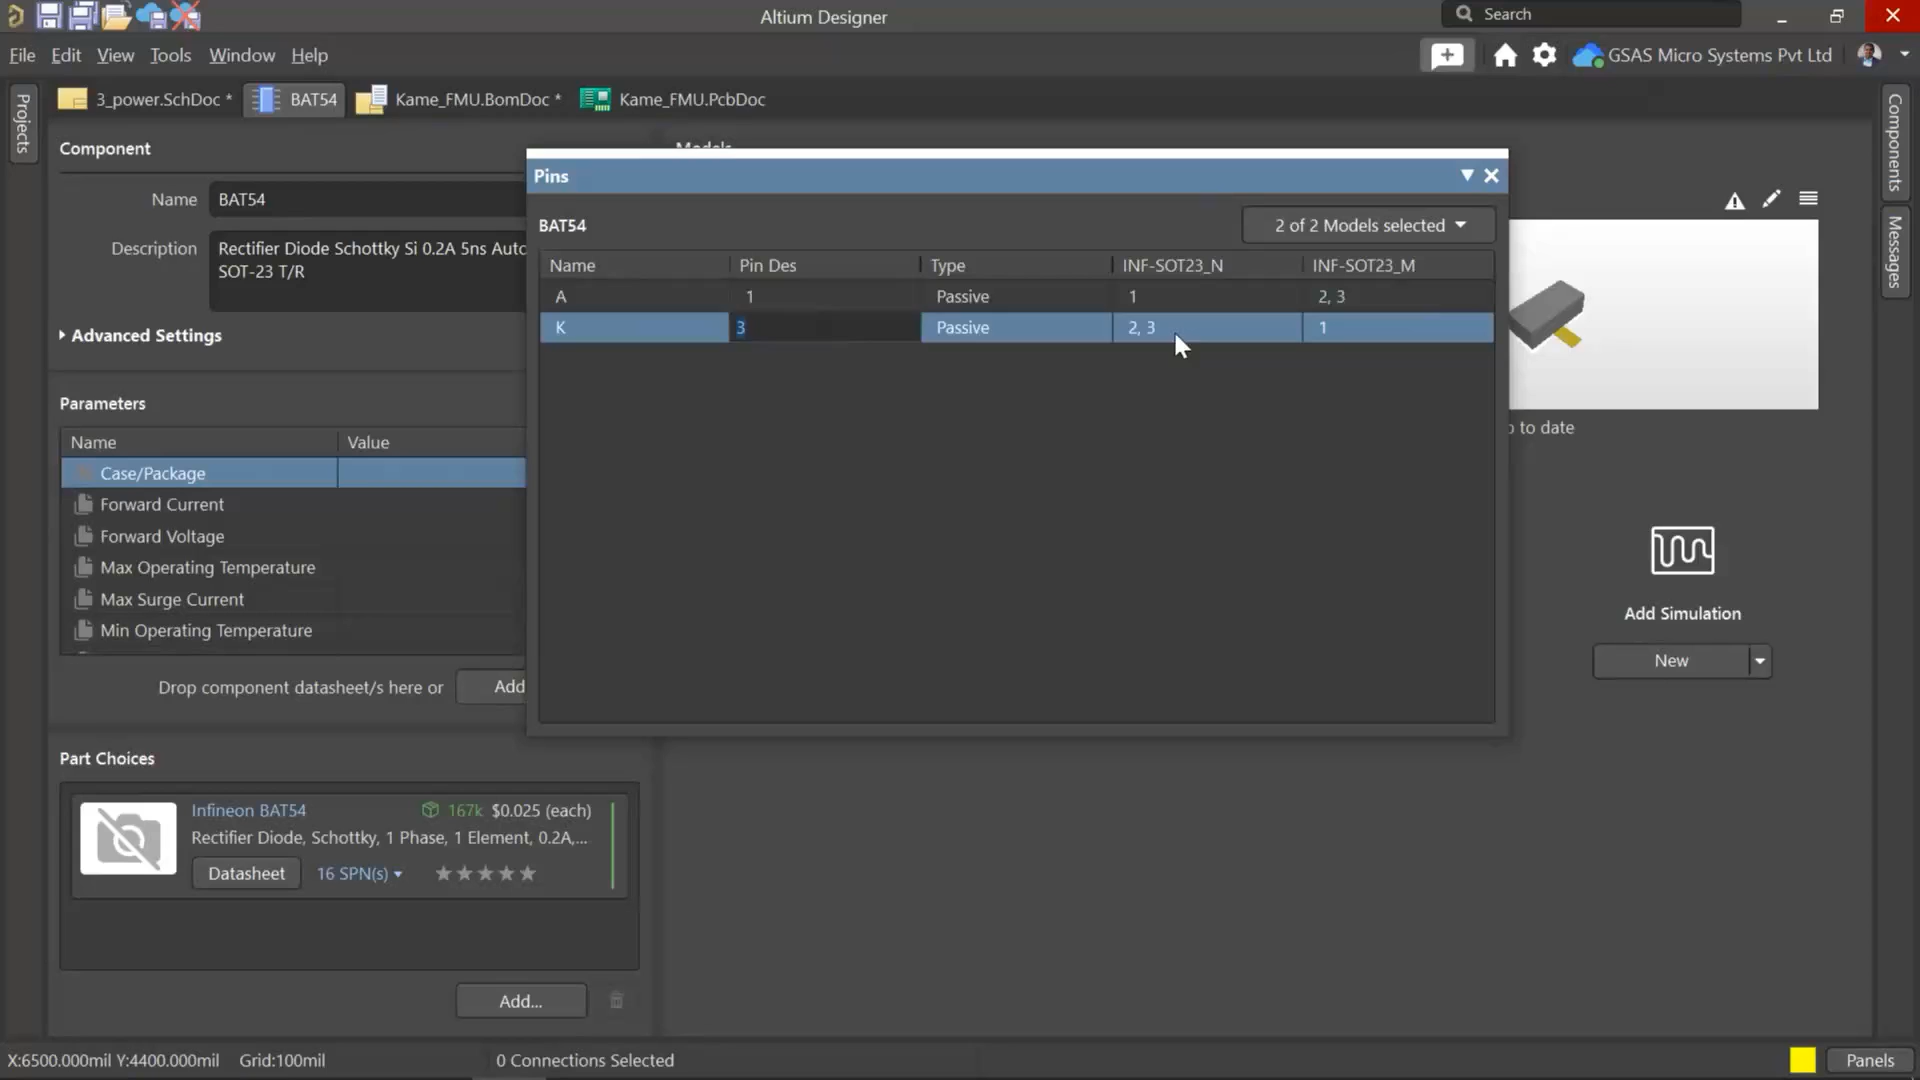 Altium Designer
Search
File Edit View Tools Window Help
GSAS Micro Systems Pvt Ltd
Projects
3_power.SchDoc *
BAT54
Kame_FMU.BomDoc *
Kame_FMU.PcbDoc
Components
Messages
Component
Models
Name
BAT54
Description
Rectifier Diode Schottky Si 0.2A 5ns Auto
SOT-23 T/R
Advanced Settings
Parameters
Name Value
Case/Package
Forward Current
Forward Voltage
Max Operating Temperature
Max Surge Current
Min Operating Temperature
Drop component datasheet/s here or
Add
Part Choices
Infineon BAT54
167k $0.025 (each)
Rectifier Diode, Schottky, 1 Phase, 1 Element, 0.2A,...
Datasheet
16 SPN(s)
Add...
Pins
BAT54
2 of 2 Models selected
Name Pin Des Type INF-SOT23_N INF-SOT23_M
A 1 Passive 1 2, 3
K 3 Passive 2, 3 1
to date
Add Simulation
New
X:6500.000mil Y:4400.000mil Grid:100mil
0 Connections Selected
Panels